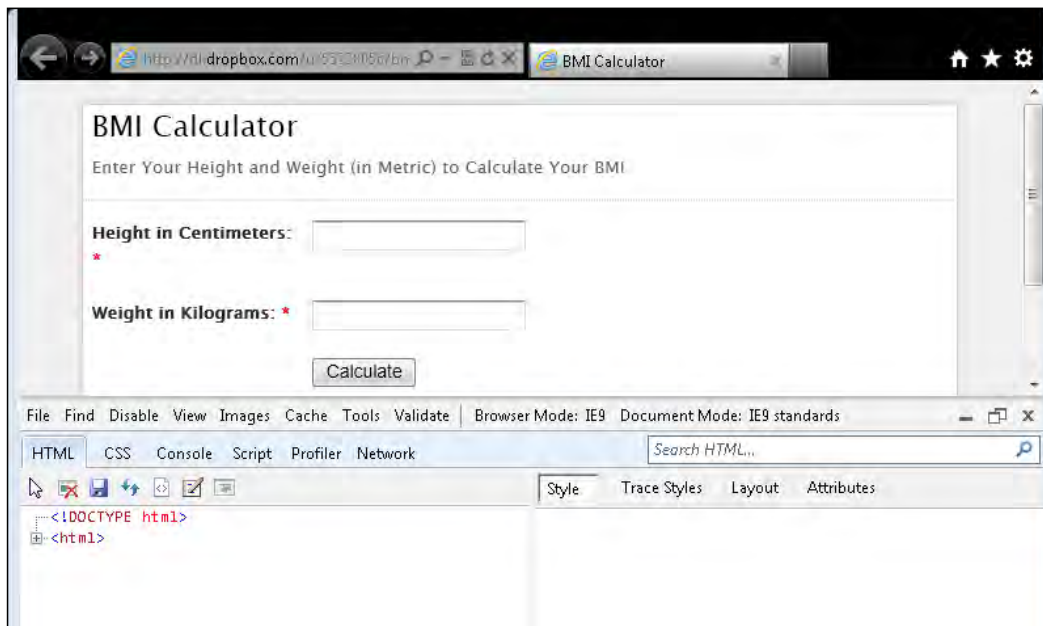 dropbox.com
BMI Calculator
BMI Calculator
Enter Your Height and Weight (in Metric) to Calculate Your BMI
Height in Centimeters:
*
Weight in Kilograms: *
Calculate
File Find Disable View Images Cache Tools Validate Browser Mode: IE9 Document Mode: IE9 standards
HTML CSS Console Script Profiler Network Search HTML...
Style Trace Styles Layout Attributes
<!DOCTYPE html>
<html>